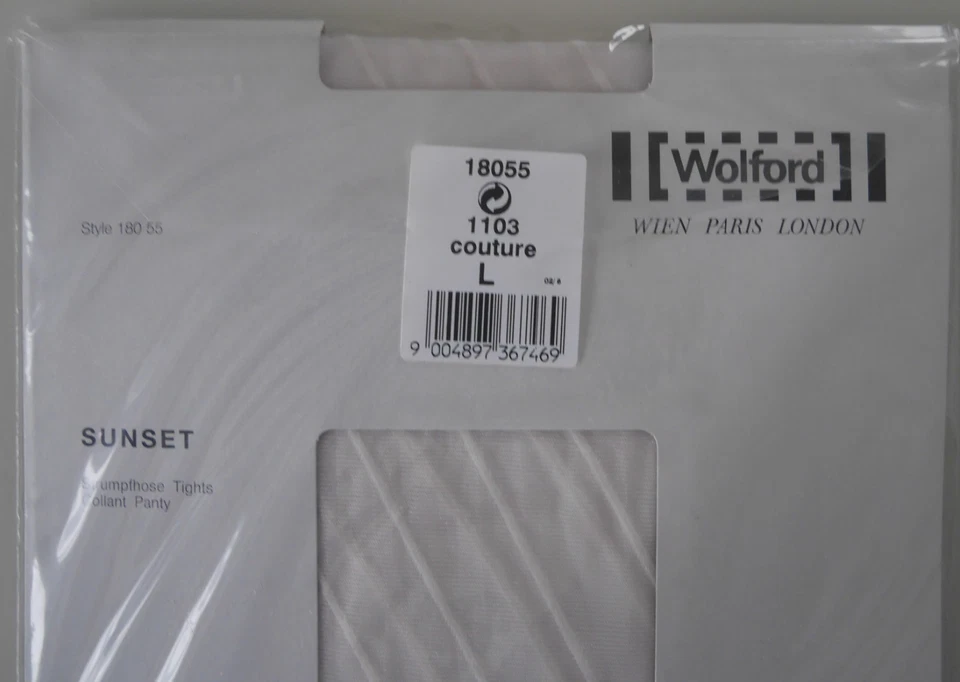 18055
1103
couture
L
9 004897 367469
Wolford
WIEN PARIS LONDON
Style 180 55
SUNSET
Tights
Panty